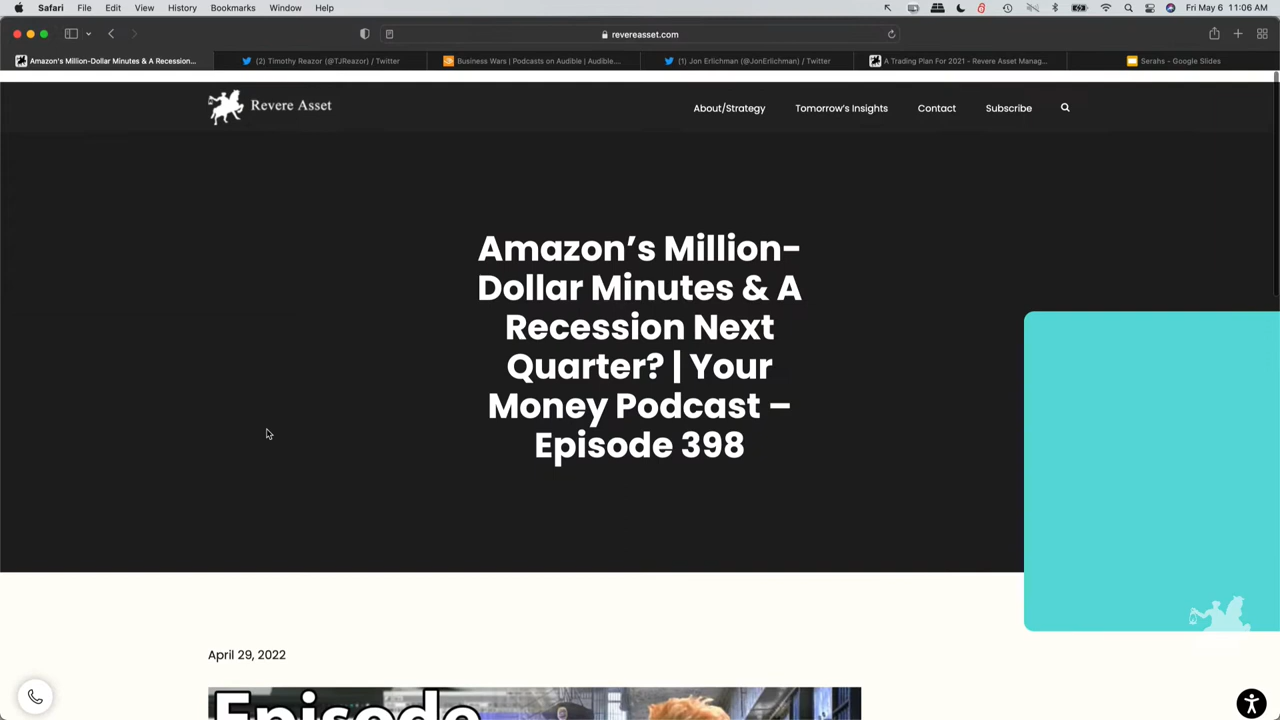 Safari File Edit View History Bookmarks Window Help Fri May 6 11:06 AM
revereasset.com
Amazon's Million-Dollar Minutes & A Recession... (2) Timothy Reazor (@TJReazor) / Twitter Business Wars | Podcasts on Audible | Audible.... (1) Jon Erlichman (@JonErlichman) / Twitter A Trading Plan For 2021 - Revere Asset Manag... Serahs - Google Slides
Revere Asset About/Strategy Tomorrow's Insights Contact Subscribe
Amazon’s Million-
Dollar Minutes & A
Recession Next
Quarter? | Your
Money Podcast –
Episode 398
April 29, 2022
Episode